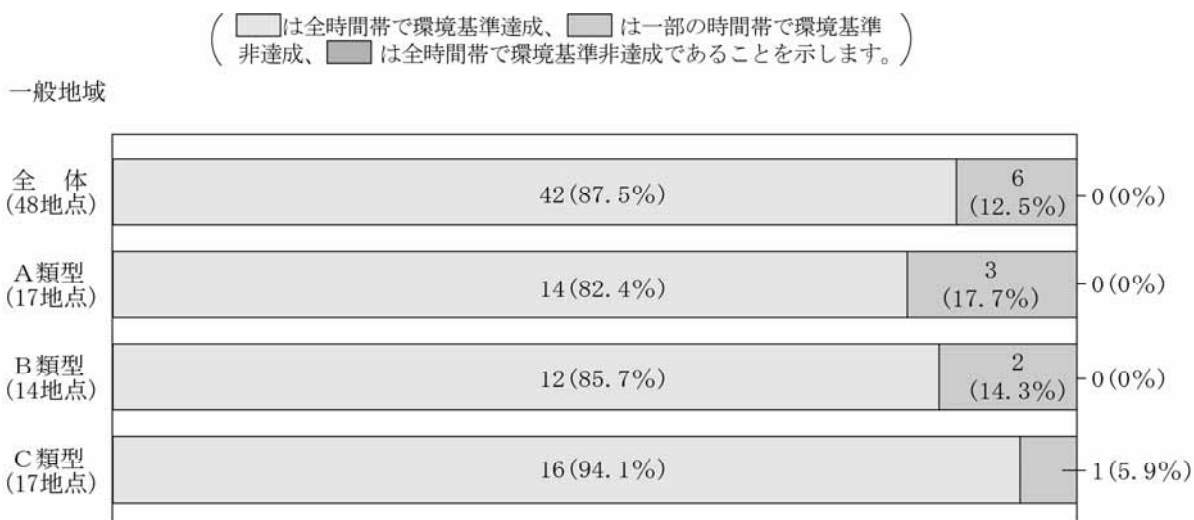 は全時間帯で環境基準達成、 は一部の時間帯で環境基準
非達成、 は全時間帯で環境基準非達成であることを示します。
一般地域
全 体
(48地点)
42(87.5%)
6
(12.5%)
0(0%)
A類型
(17地点)
14(82.4%)
3
(17.7%)
0(0%)
B類型
(14地点)
12(85.7%)
2
(14.3%)
0(0%)
C類型
(17地点)
16(94.1%)
1(5.9%)